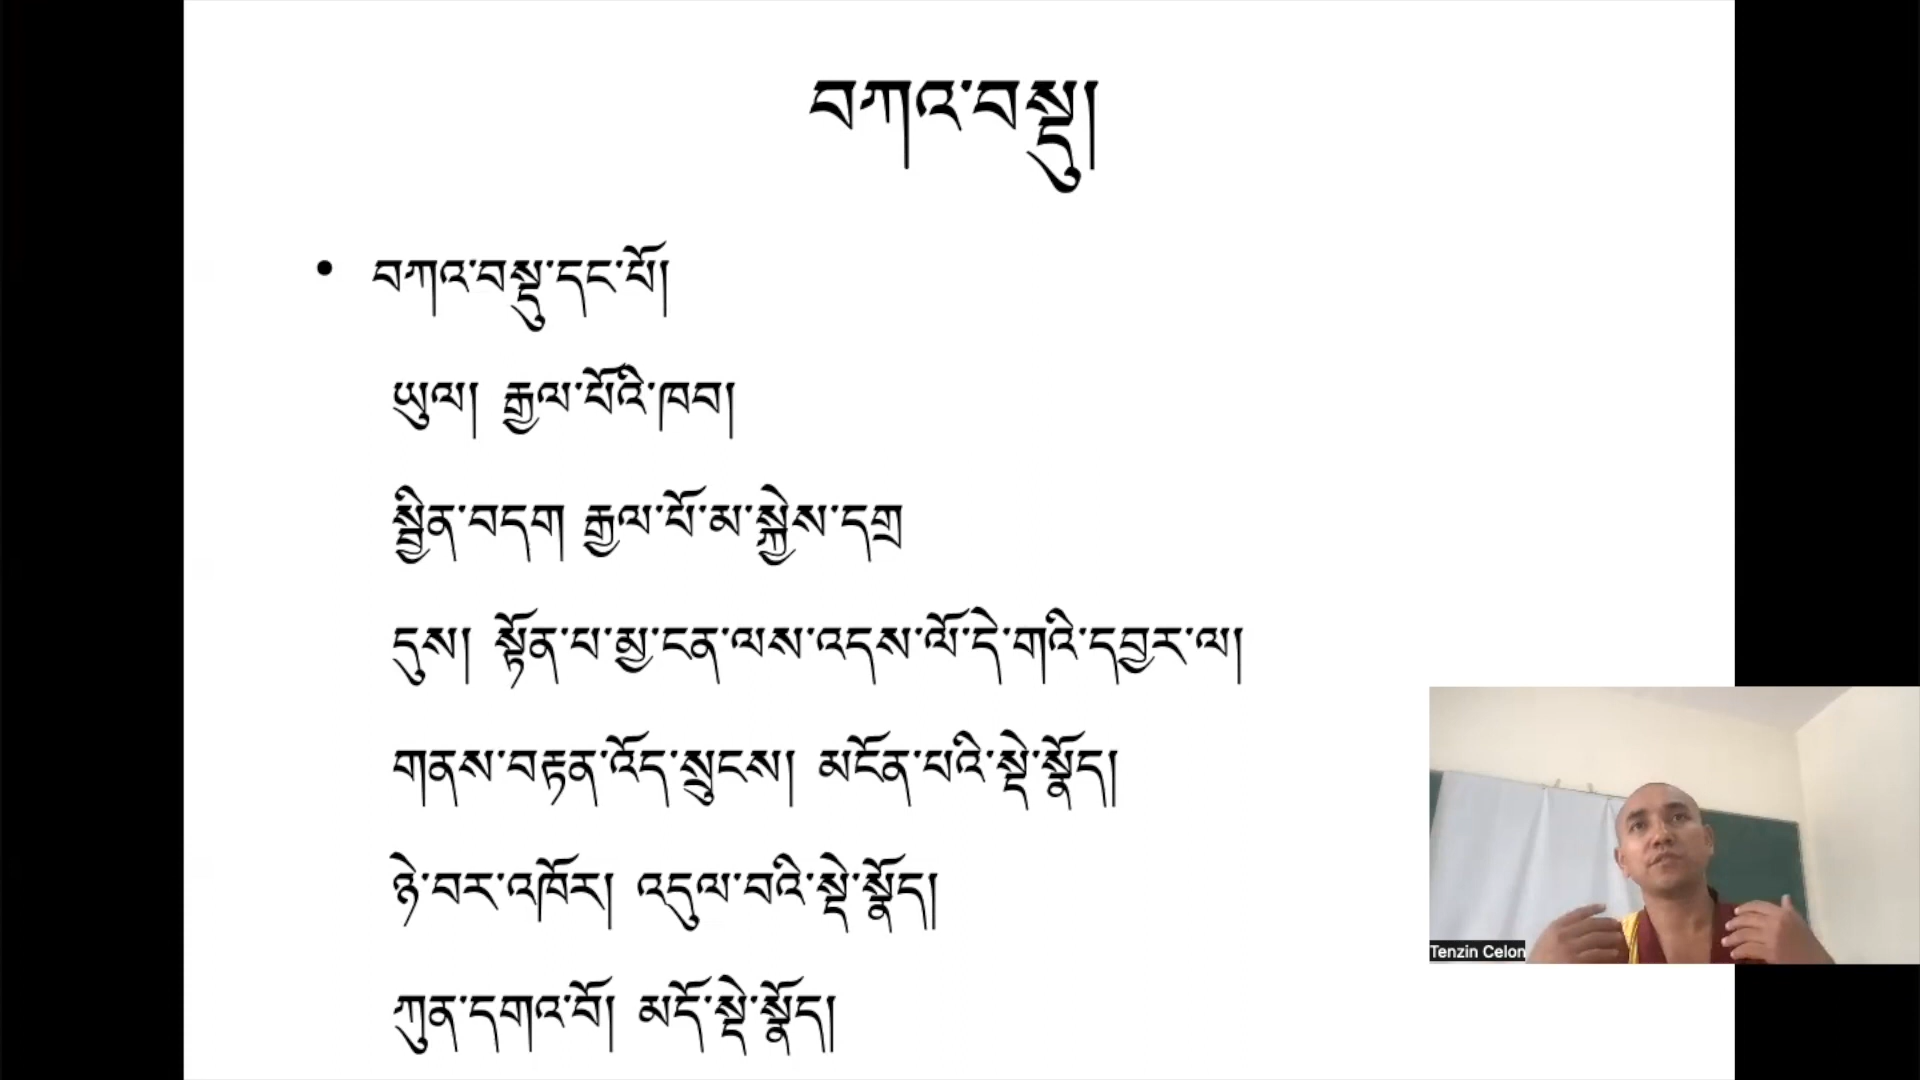 བཀའ་བསྡུ།
• བཀའ་བསྡུ་དང་པོ།
ཡུལ། རྒྱལ་པོའི་ཁབ།
སྦྱིན་བདག རྒྱལ་པོ་མ་སྐྱེས་དགྲ
དུས། སྟོན་པ་མྱ་ངན་ལས་འདས་ལོ་དེ་གའི་དབྱར་ལ།
གནས་བརྟན་འོད་སྲུངས། མངོན་པའི་སྡེ་སྣོད།
ཉེ་བར་འཁོར། འདུལ་བའི་སྡེ་སྣོད།
ཀུན་དགའ་བོ། མདོ་སྡེ་སྣོད།
Tenzin Celon